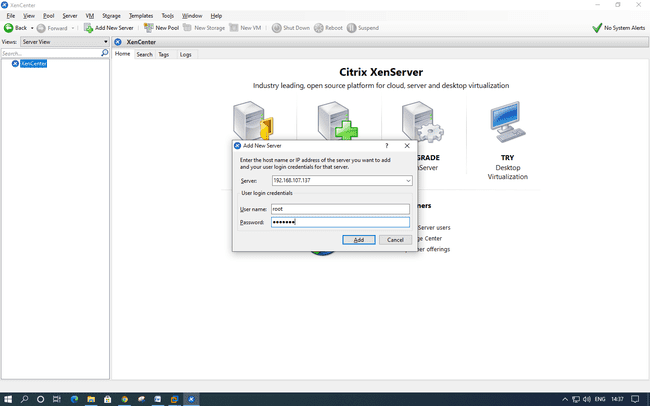 XenCenter
File View Pool Server VM Storage Templates Tools Window Help
Back Forward Add New Server New Pool New Storage New VM Shut Down Reboot Suspend No System Alerts
Views: Server View
XenCenter
Search...
Home Search Tags Logs
XenCenter
Citrix XenServer
Industry leading, open source platform for cloud, server and desktop virtualization
Add New Server
Enter the host name or IP address of the server you want to add
and your user login credentials for that server.
Server: 192.168.107.137
User login credentials
User name: root
Password: ●●●●●●●
Add Cancel
GRADE
nServer
TRY
Desktop
Virtualization
ners
Server users
ge Center
er offerings
ENG 14:37